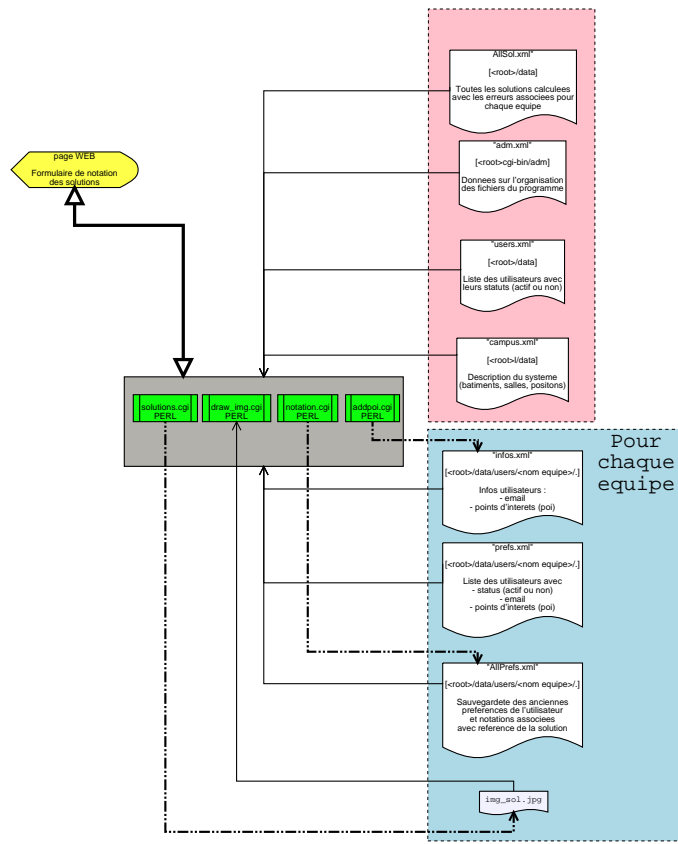 AllSol.xml"
[<root>/data]
Toutes les solutions calculees
avec les erreurs associees pour
chaque equipe
"adm.xml"
[<root>cgi-bin/adm]
Donnees sur l'organisation
des fichiers du programme
page WEB
Formulaire de notation
des solutions
"users.xml"
[<root>/data]
Liste des utilisateurs avec
leurs statuts (actif ou non)
"campus.xml"
[<root>l/data]
Description du systeme
(batiments, salles, positons)
solutions.cgi
PERL
draw_img.cgi
PERL
notation.cgi
PERL
addpoi.cgi
PERL
Pour
chaque
equipe
"infos.xml"
[<root>/data/users/<nom equipe>/.]
Infos utilisateurs :
- email
- points d'interets (poi)
"prefs.xml"
[<root>/data/users/<nom equipe>/.]
Liste des utilisateurs avec
- status (actif ou non)
- email
- points d'interets (poi)
"AllPrefs.xml"
[<root>/data/users/<nom equipe>/.]
Sauvegardete des anciennes
preferences de l'utilisateur
et notations associees
avec reference de la solution
img_sol.jpg